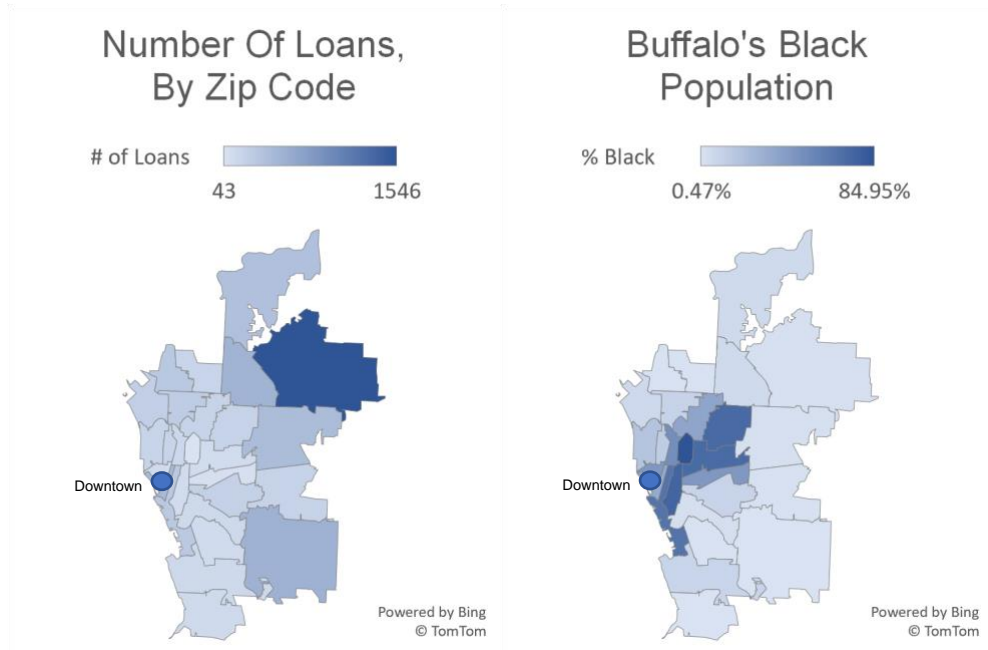 Number Of Loans,
By Zip Code
# of Loans
43
1546
Downtown
Powered by Bing
© TomTom
Buffalo's Black
Population
% Black
0.47%
84.95%
Downtown
Powered by Bing
© TomTom